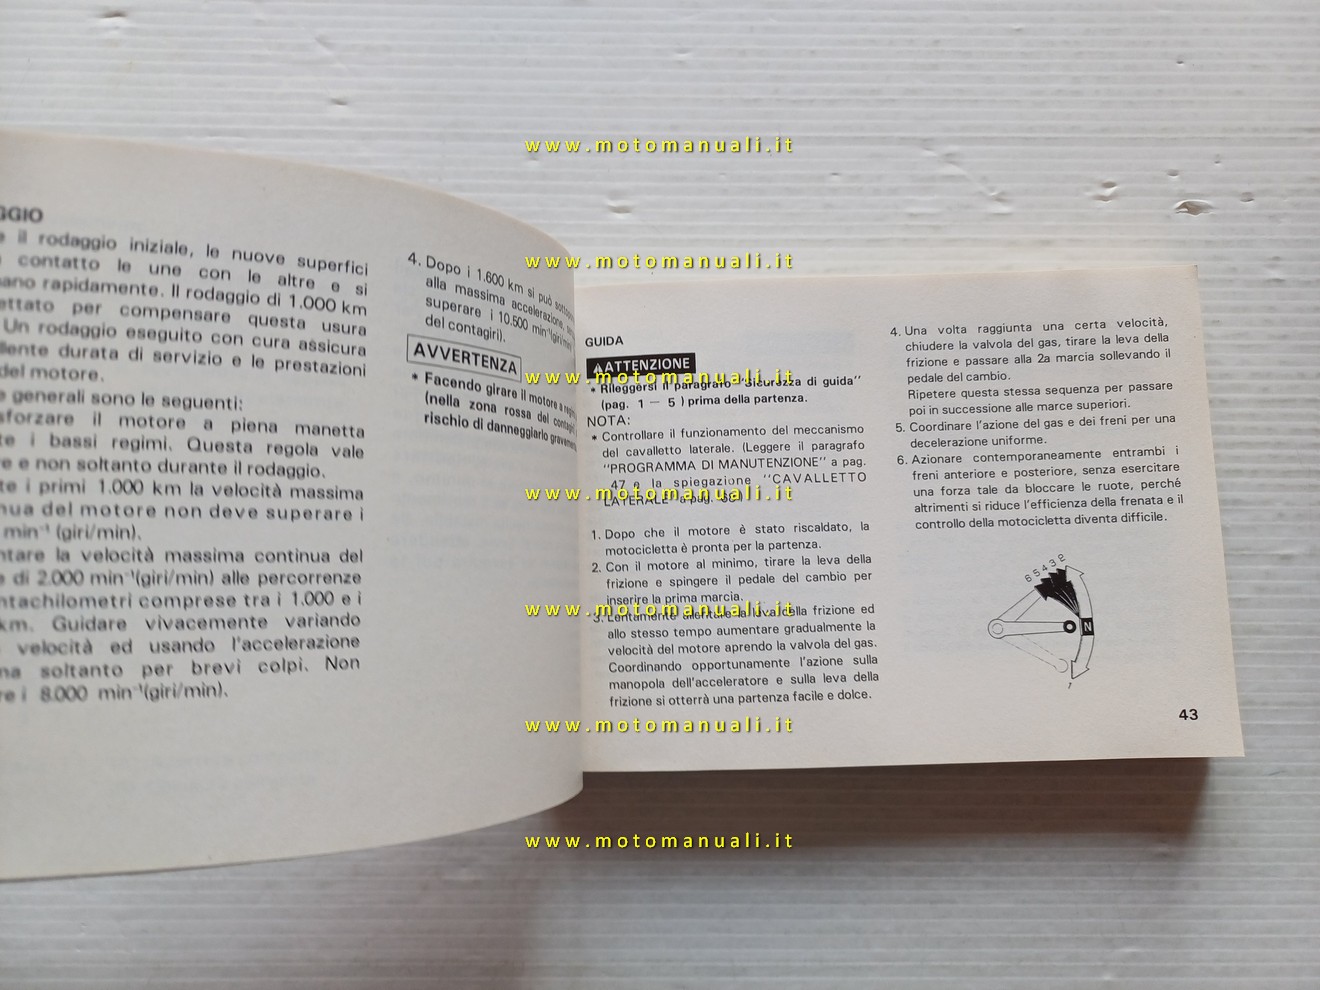 GGIO
e il rodaggio iniziale, le nuove superfici
contatto le une con le altre e si
ano rapidamente. Il rodaggio di 1.000 km
ettato per compensare questa usura
Un rodaggio eseguito con cura assicura
llente durata di servizio e le prestazioni
del motore.
e generali sono le seguenti:
sforzare il motore a piena manetta
te i bassi regimi. Questa regola vale
e e non soltanto durante il rodaggio.
te i primi 1.000 km la velocità massima
nua del motore non deve superare i
min⁻¹ (giri/min).
ntare la velocità massima continua del
e di 2.000 min⁻¹(giri/min) alle percorrenze
ntachilometri comprese tra i 1.000 e i
km. Guidare vivacemente variando
velocità ed usando l'accelerazione
ma soltanto per brevi colpi. Non
re i 8.000 min⁻¹(giri/min).
4. Dopo i 1.600 km si può
alla massima accelerazione,
superare i 10.500 min⁻¹(giri/min)
del contagiri).
AVVERTENZA
* Facendo girare il motore a
(nella zona rossa del
rischio di danneggiarlo
GUIDA
⚠ATTENZIONE
* Rileggersi il paragrafo "Sicurezza di guida"
(pag. 1 — 5 ) prima della partenza.
NOTA:
* Controllare il funzionamento del meccanismo
del cavalletto laterale. (Leggere il paragrafo
"PROGRAMMA DI MANUTENZIONE" a pag.
47 e la spiegazione "CAVALLETTO
LATERALE" a pag.
1. Dopo che il motore è stato riscaldato, la
motocicletta è pronta per la partenza.
2. Con il motore al minimo, tirare la leva della
frizione e spingere il pedale del cambio per
inserire la prima marcia.
3. Lentamente allentare la leva della frizione ed
allo stesso tempo aumentare gradualmente la
velocità del motore aprendo la valvola del gas.
Coordinando opportunamente l'azione sulla
manopola dell'acceleratore e sulla leva della
frizione si otterrà una partenza facile e dolce.
4. Una volta raggiunta una certa velocità,
chiudere la valvola del gas, tirare la leva della
frizione e passare alla 2a marcia sollevando il
pedale del cambio.
Ripetere questa stessa sequenza per passare
poi in successione alle marce superiori.
5. Coordinare l'azione del gas e dei freni per una
decelerazione uniforme.
6. Azionare contemporaneamente entrambi i
freni anteriore e posteriore, senza esercitare
una forza tale da bloccare le ruote, perché
altrimenti si riduce l'efficienza della frenata e il
controllo della motocicletta diventa difficile.
6 5 4 3 2
N
1
43
www.motomanuali.it
www.motomanuali.it
www.motomanuali.it
www.motomanuali.it
www.motomanuali.it
www.motomanuali.it
www.motomanuali.it